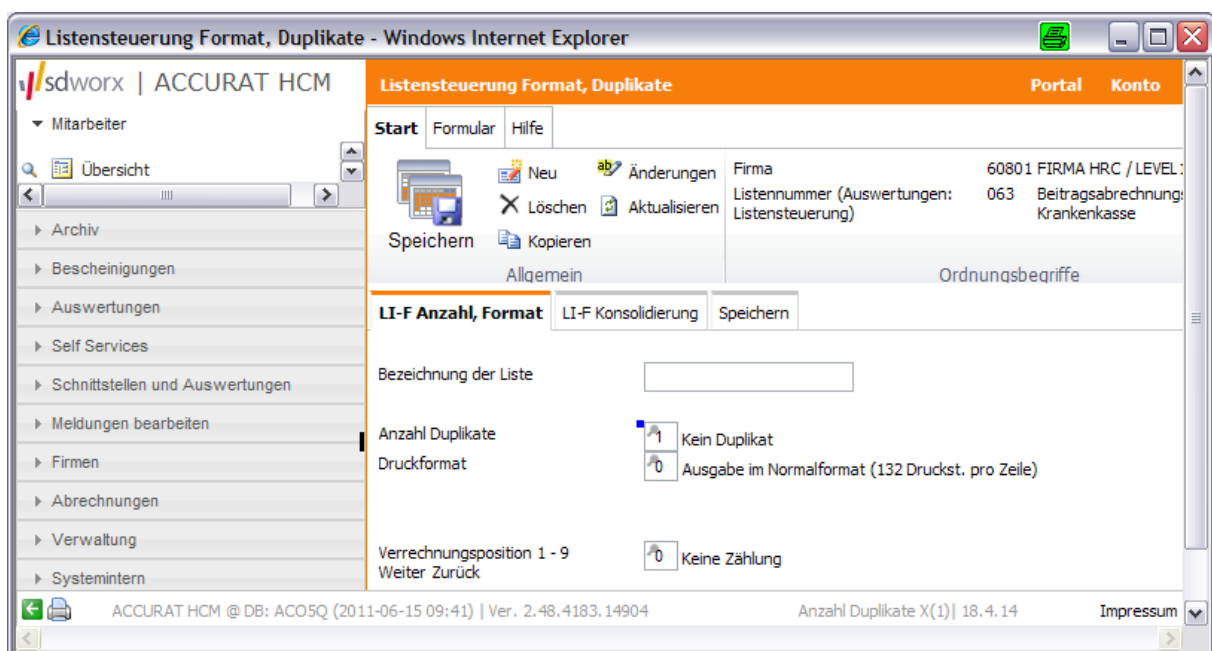 Listensteuerung Format, Duplikate - Windows Internet Explorer
sdworx | ACCURAT HCM
Listensteuerung Format, Duplikate Portal Konto
Mitarbeiter
Übersicht
Archiv
Bescheinigungen
Auswertungen
Self Services
Schnittstellen und Auswertungen
Meldungen bearbeiten
Firmen
Abrechnungen
Verwaltung
Systemintern
Start Formular Hilfe
Speichern
Neu
Löschen
Kopieren
Änderungen
Aktualisieren
Allgemein
Firma 60801 FIRMA HRC / LEVEL1
Listennummer (Auswertungen: 063 Beitragsabrechnung
Listensteuerung) Krankenkasse
Ordnungsbegriffe
LI-F Anzahl, Format LI-F Konsolidierung Speichern
Bezeichnung der Liste
Anzahl Duplikate 1 Kein Duplikat
Druckformat 0 Ausgabe im Normalformat (132 Druckst. pro Zeile)
Verrechnungsposition 1 - 9 0 Keine Zählung
Weiter Zurück
ACCURAT HCM @ DB: ACO5Q (2011-06-15 09:41) | Ver. 2.48.4183.14904 Anzahl Duplikate X(1)| 18.4.14 Impressum